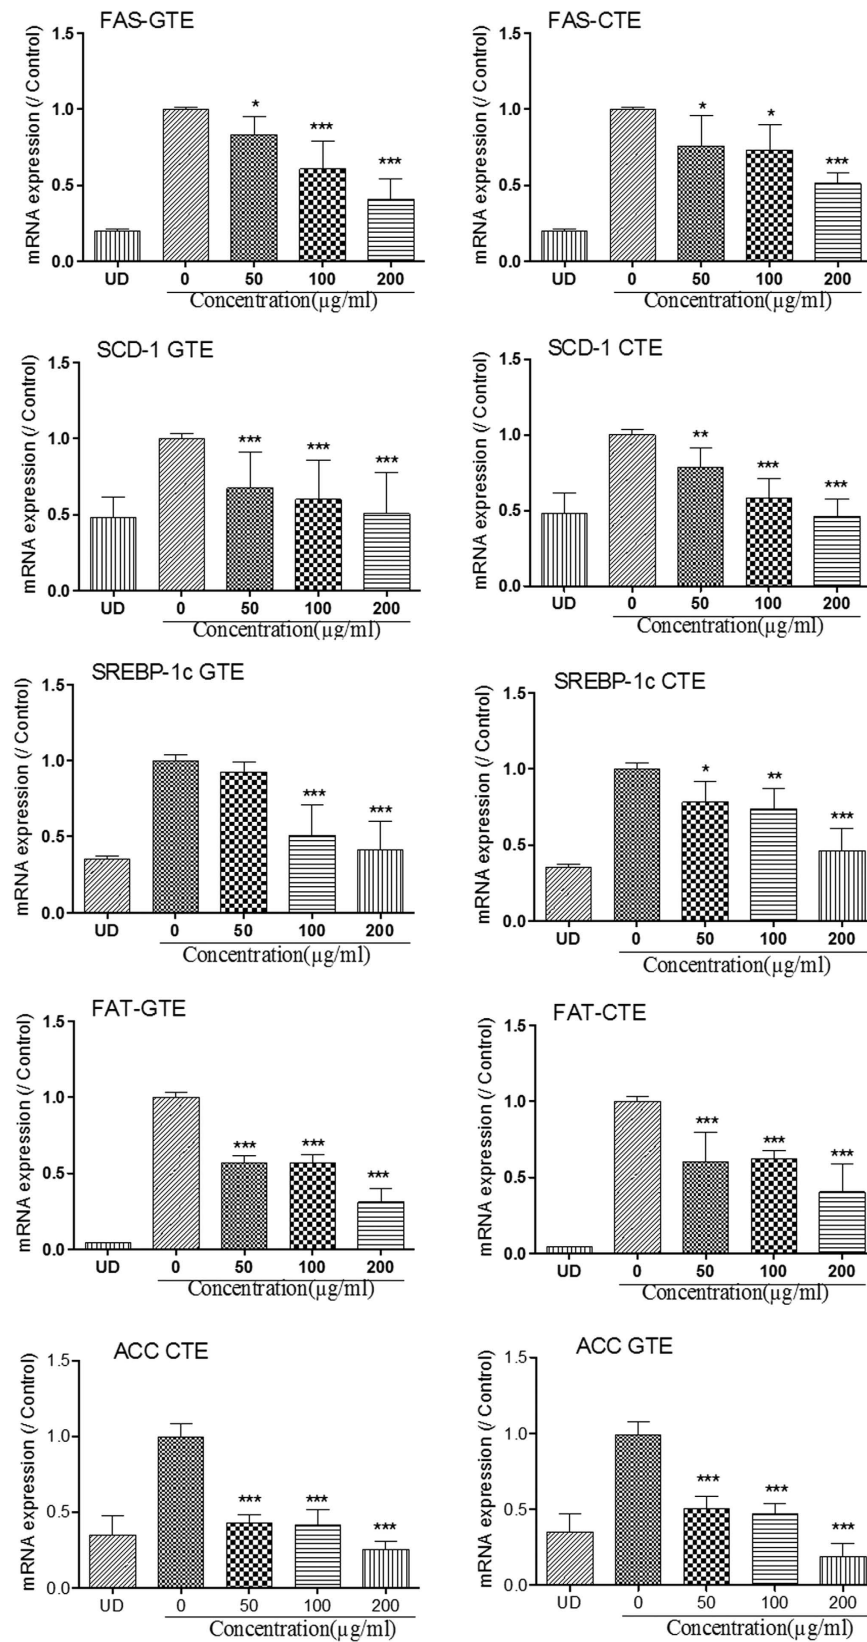 FAS-GTE
mRNA expression (/ Control)
1.5
1.0
0.5
0.0
*
***
***
UD 0 50 100 200
Concentration(µg/ml)
FAS-CTE
mRNA expression (/ Control)
1.5
1.0
0.5
0.0
*
*
***
UD 0 50 100 200
Concentration(µg/ml)
SCD-1 GTE
mRNA expression (/ Control)
1.5
1.0
0.5
0.0
***
***
***
UD 0 50 100 200
Concentration(µg/ml)
SCD-1 CTE
mRNA expression (/ Control)
1.5
1.0
0.5
0.0
**
***
***
UD 0 50 100 200
Concentration(µg/ml)
SREBP-1c GTE
mRNA expression (/ Control)
1.5
1.0
0.5
0.0
***
***
UD 0 50 100 200
Concentration(µg/ml)
SREBP-1c CTE
mRNA expression (/ Control)
1.5
1.0
0.5
0.0
*
**
***
UD 0 50 100 200
Concentration(µg/ml)
FAT-GTE
mRNA expression (/ Control)
1.5
1.0
0.5
0.0
***
***
***
UD 0 50 100 200
Concentration(µg/ml)
FAT-CTE
mRNA expression (/ Control)
1.5
1.0
0.5
0.0
***
***
***
UD 0 50 100 200
Concentration(µg/ml)
ACC CTE
mRNA expression (/ Control)
1.5
1.0
0.5
0.0
***
***
***
UD 0 50 100 200
Concentration(µg/ml)
ACC GTE
mRNA expression (/ Control)
1.5
1.0
0.5
0.0
***
***
***
UD 0 50 100 200
Concentration(µg/ml)